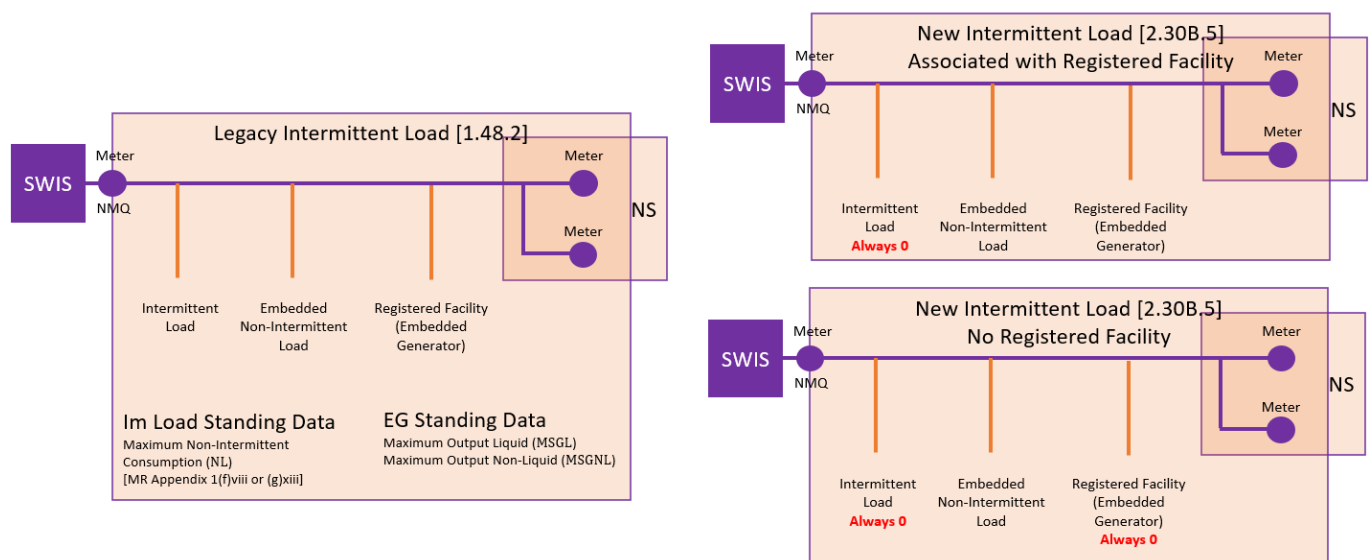 Legacy Intermittent Load [1.48.2]
SWIS
Meter
NMQ
Meter
Meter
NS
Intermittent
Load
Embedded
Non-Intermittent
Load
Registered Facility
(Embedded
Generator)
Im Load Standing Data
Maximum Non-Intermittent
Consumption (NL)
[MR Appendix 1(f)viii or (g)xiii]
EG Standing Data
Maximum Output Liquid (MSGL)
Maximum Output Non-Liquid (MSGNL)
New Intermittent Load [2.30B.5]
Associated with Registered Facility
SWIS
Meter
NMQ
Meter
Meter
NS
Intermittent
Load
Always 0
Embedded
Non-Intermittent
Load
Registered Facility
(Embedded
Generator)
New Intermittent Load [2.30B.5]
No Registered Facility
SWIS
Meter
NMQ
Meter
Meter
NS
Intermittent
Load
Always 0
Embedded
Non-Intermittent
Load
Registered Facility
(Embedded
Generator)
Always 0